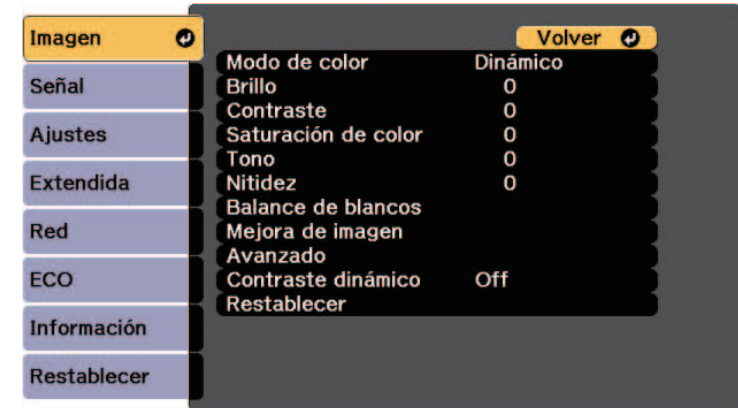 Imagen
Señal
Ajustes
Extendida
Red
ECO
Información
Restablecer
Volver
Modo de color Dinámico
Brillo 0
Contraste 0
Saturación de color 0
Tono 0
Nitidez 0
Balance de blancos
Mejora de imagen
Avanzado
Contraste dinámico Off
Restablecer